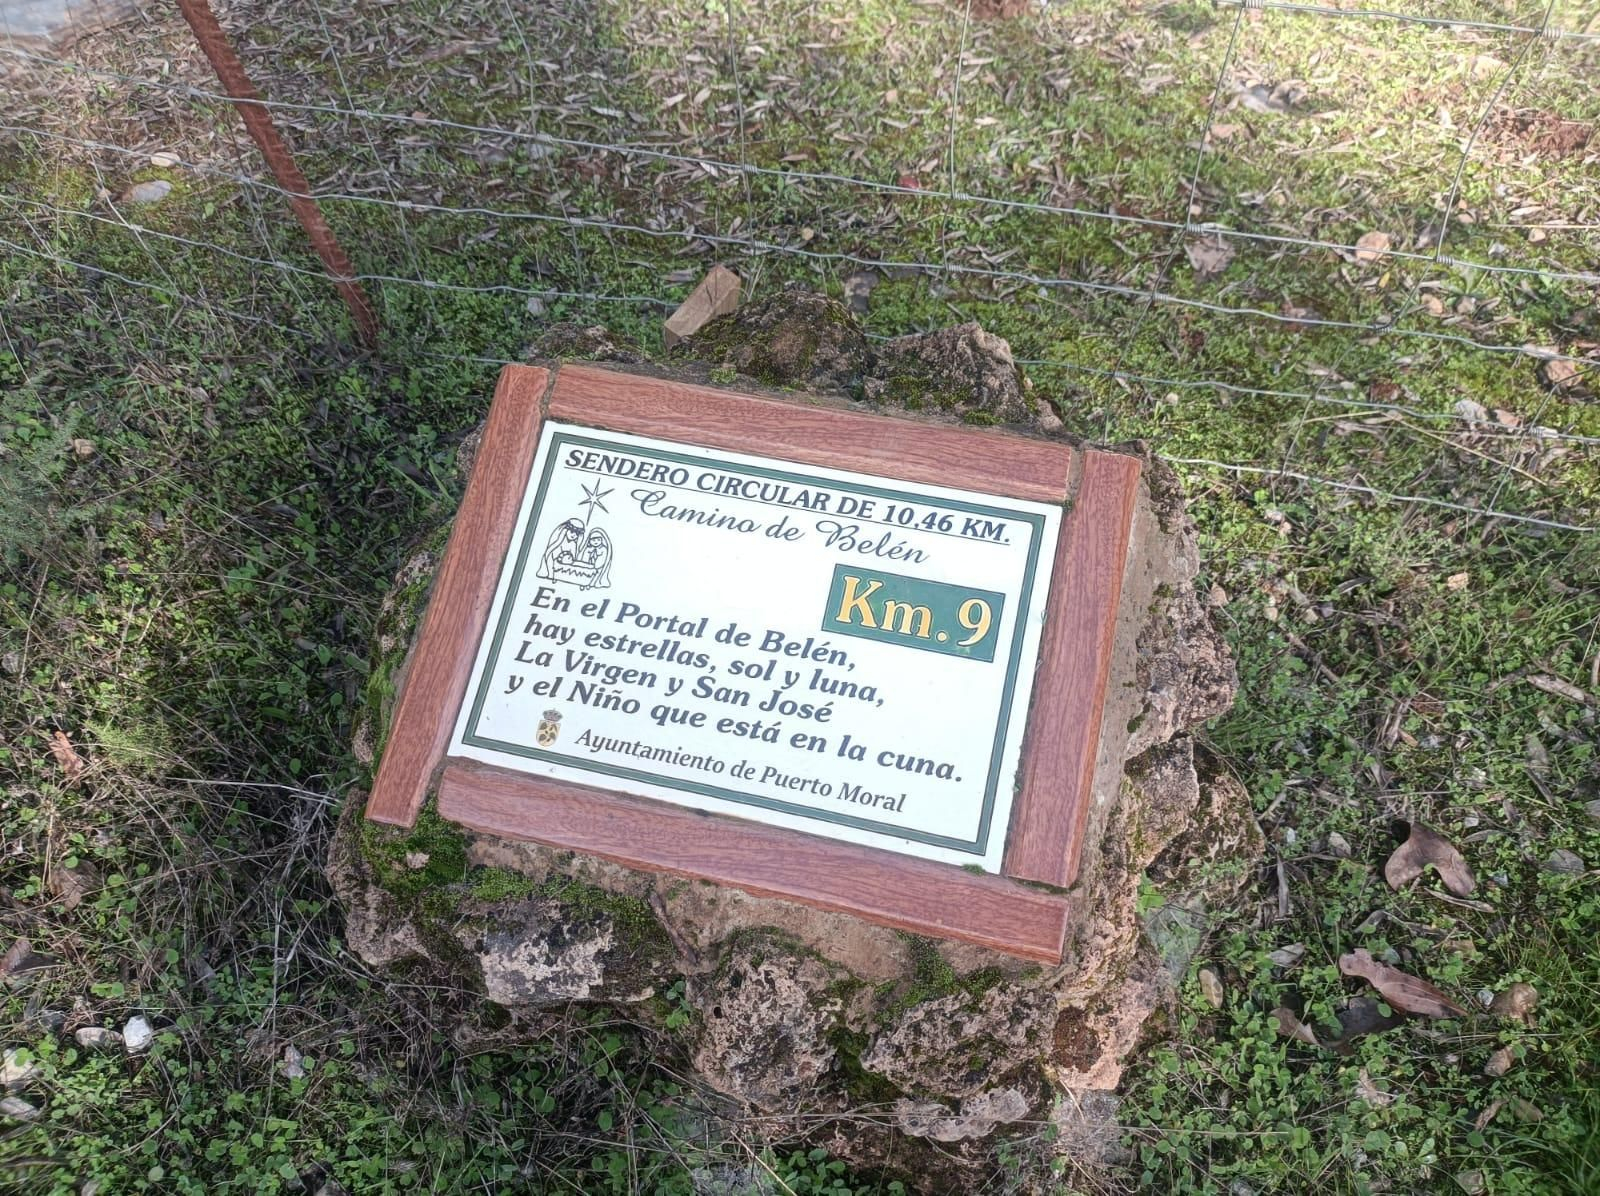 SENDERO CIRCULAR DE 10,46 KM.
Camino de Belén
Km. 9
En el Portal de Belén,
hay estrellas, sol y luna,
La Virgen y San José
y el Niño que está en la cuna.
Ayuntamiento de Puerto Moral